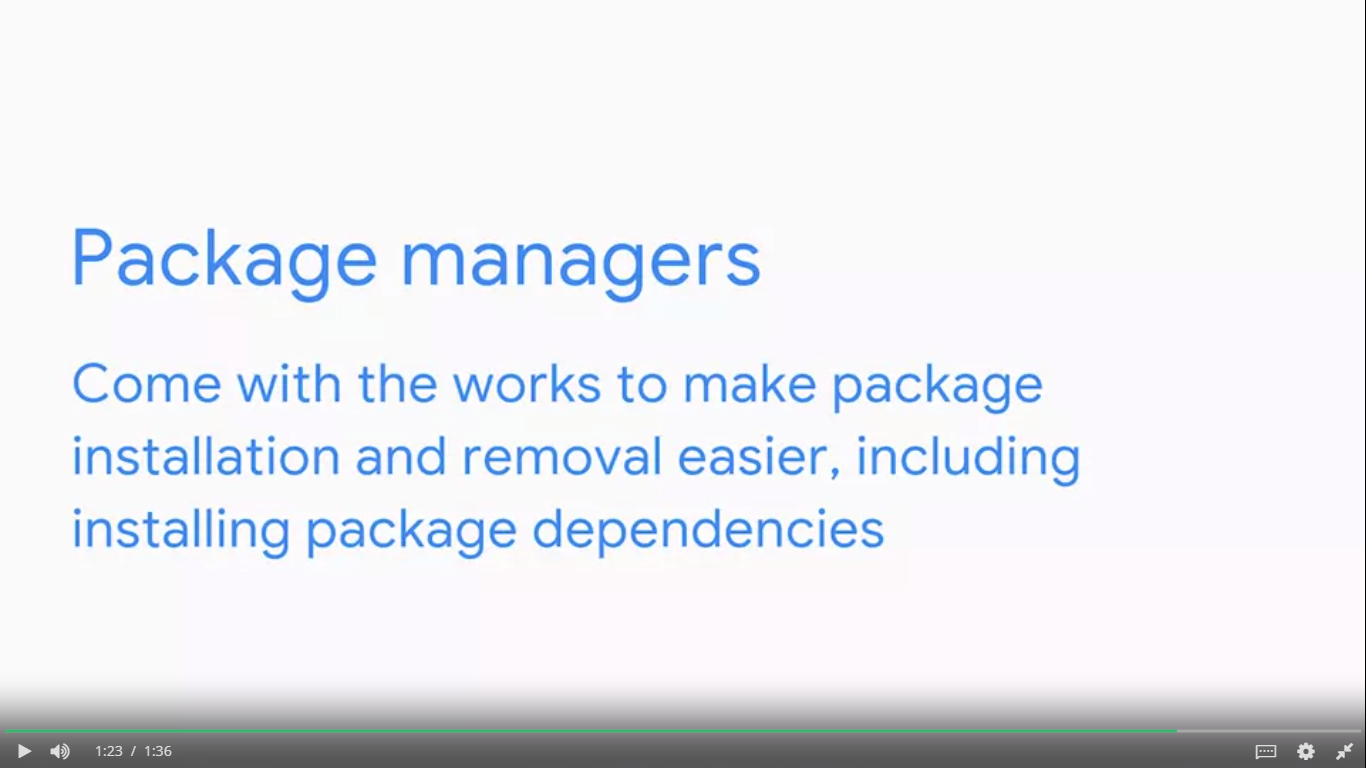 Package managers
Come with the works to make package
installation and removal easier, including
installing package dependencies
1:23 / 1:36